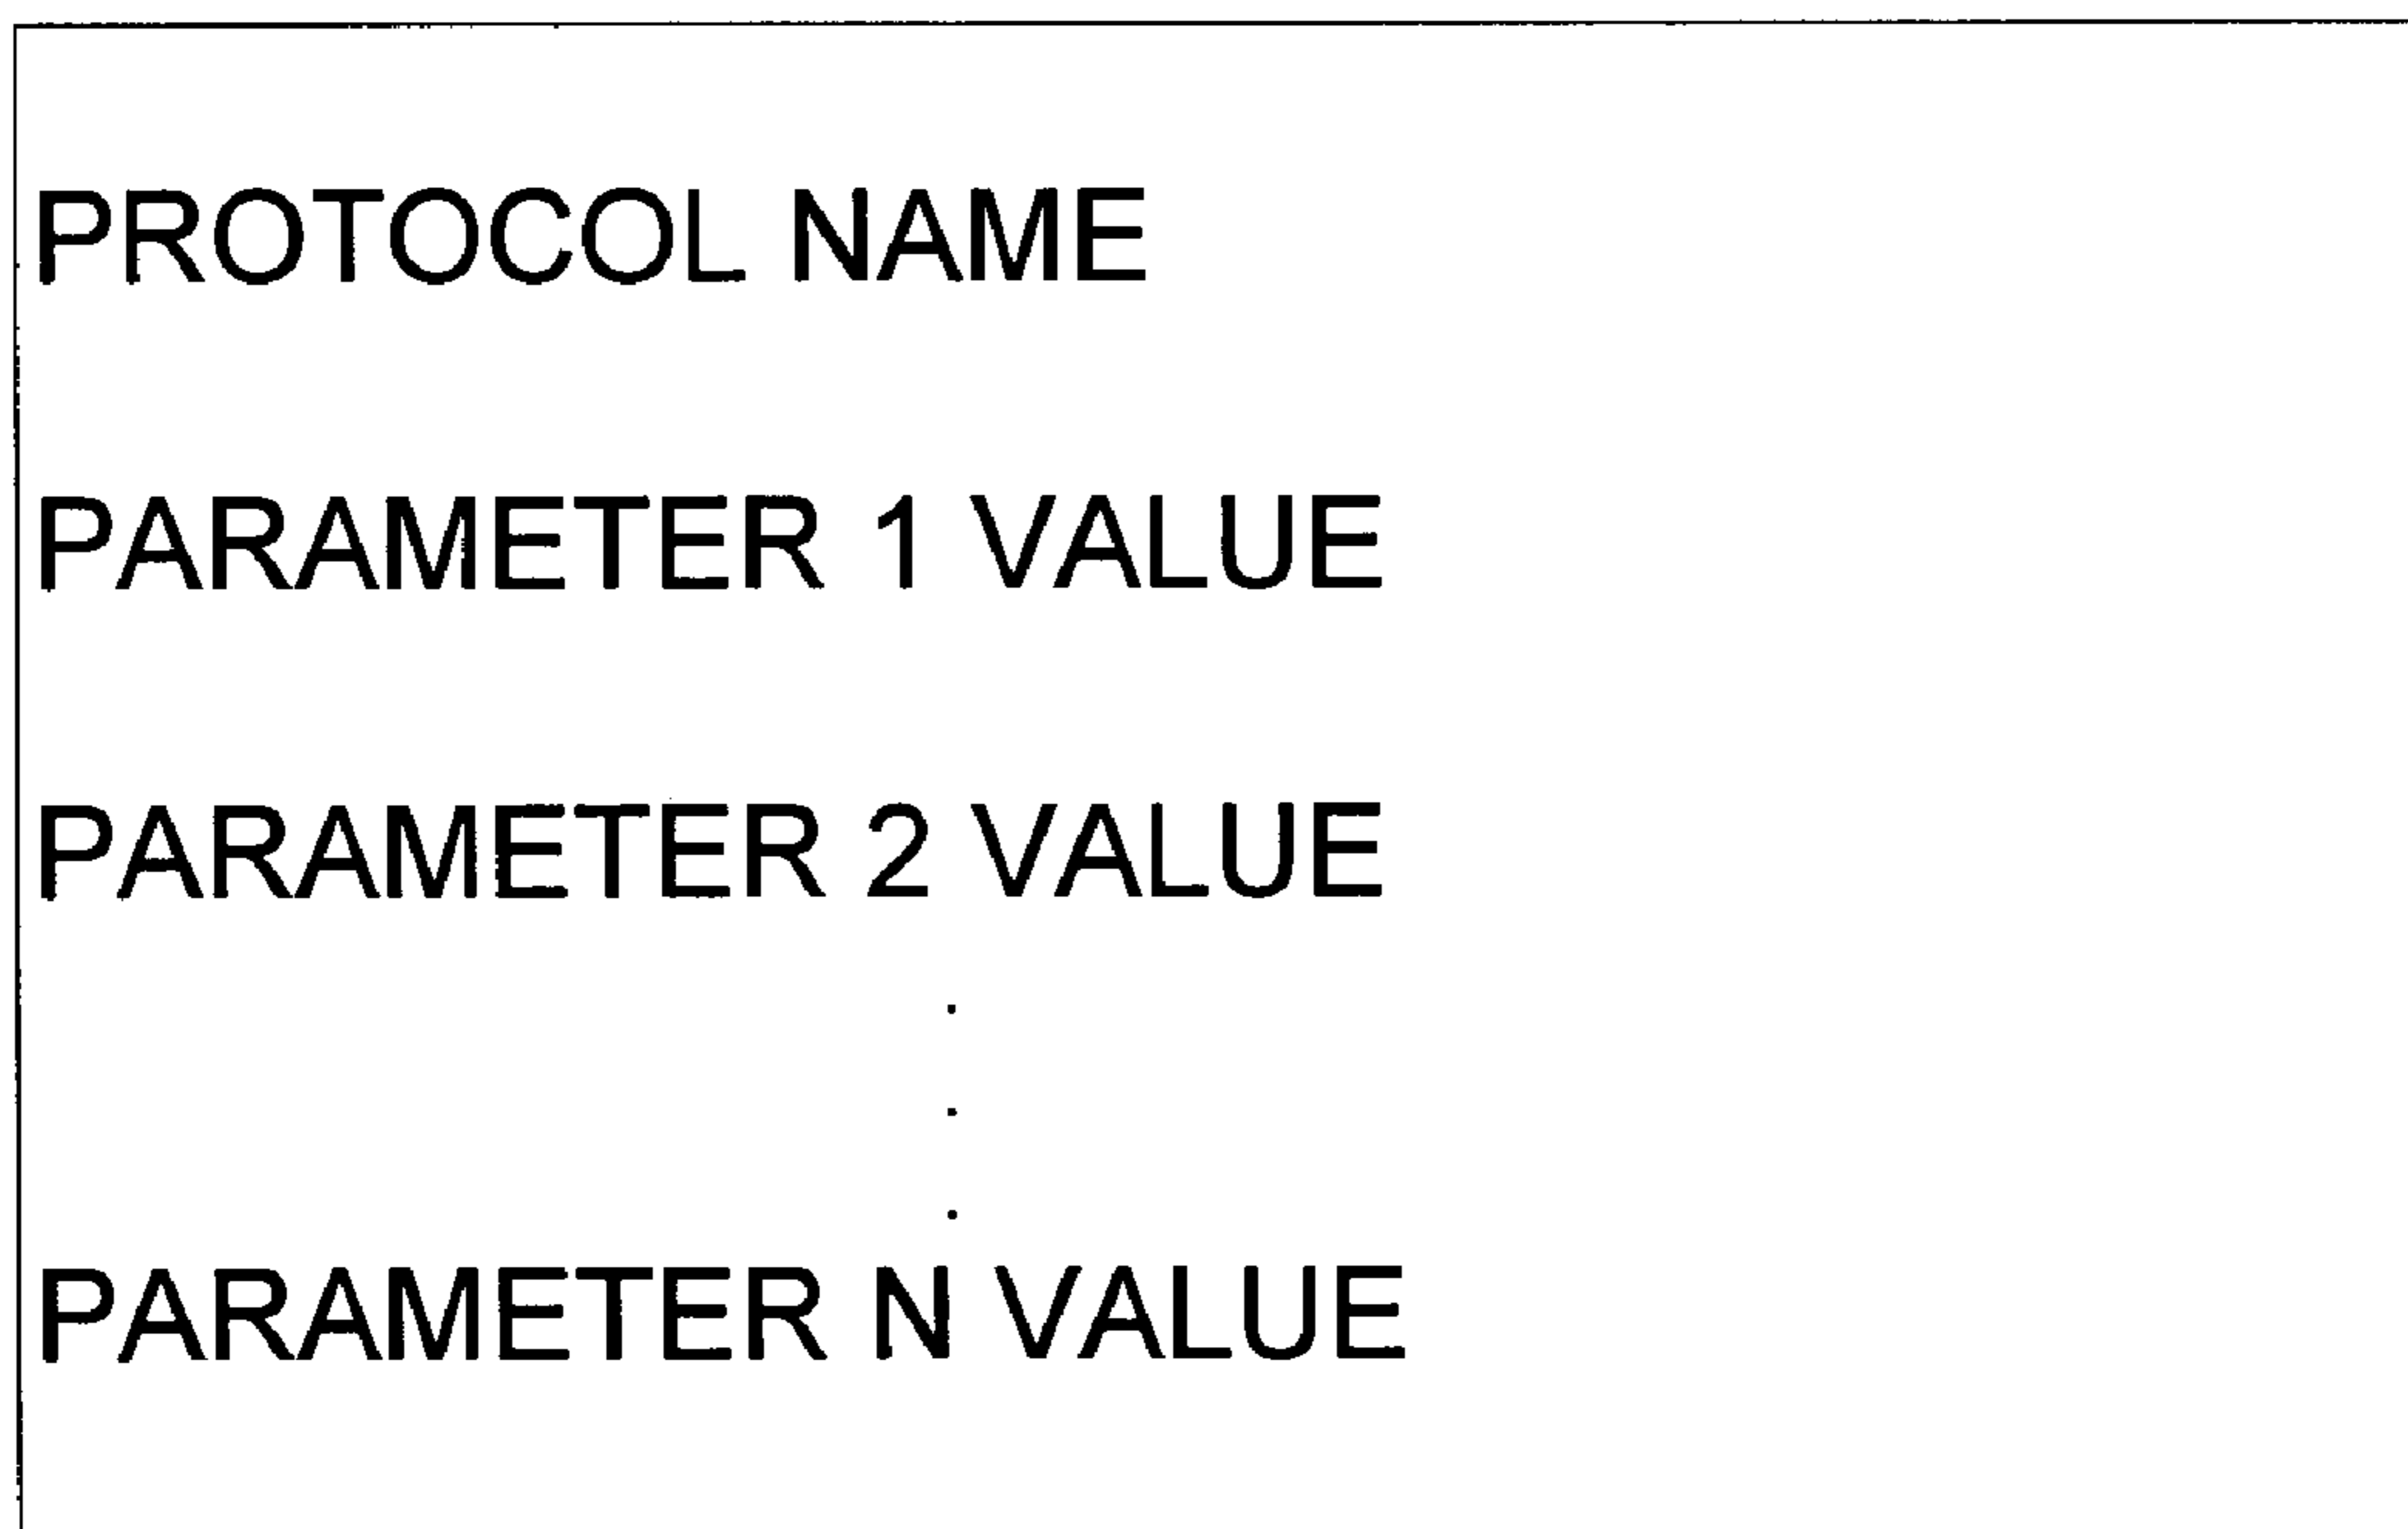 PROTOCOL NAME
PARAMETER 1 VALUE
PARAMETER 2 VALUE
.
.
.
PARAMETER N VALUE